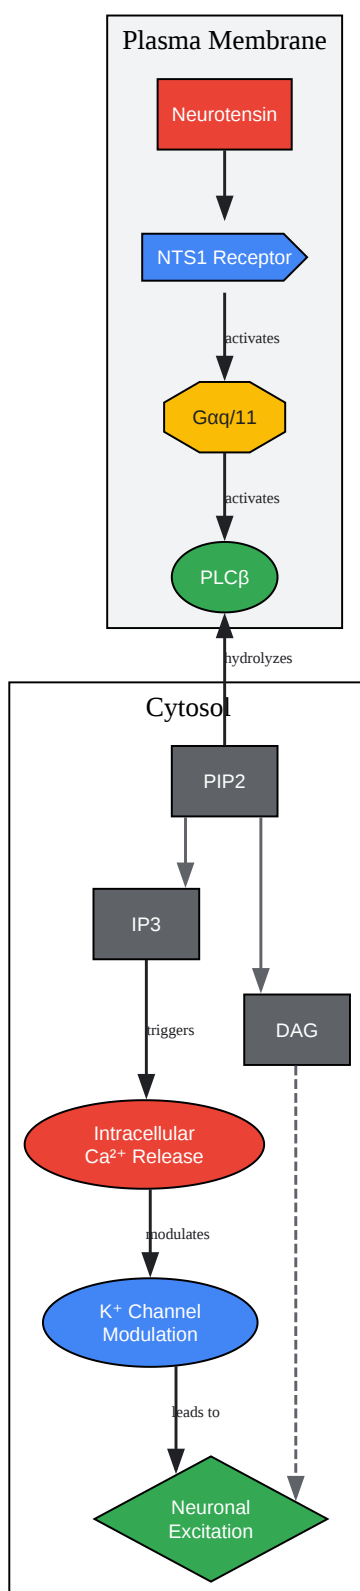 Plasma Membrane
Neurotensin
NTS1 Receptor
activates
Gαq/11
activates
PLCβ
hydrolyzes
Cytosol
PIP2
IP3
DAG
triggers
Intracellular
Ca²⁺ Release
modulates
K⁺ Channel
Modulation
leads to
Neuronal
Excitation